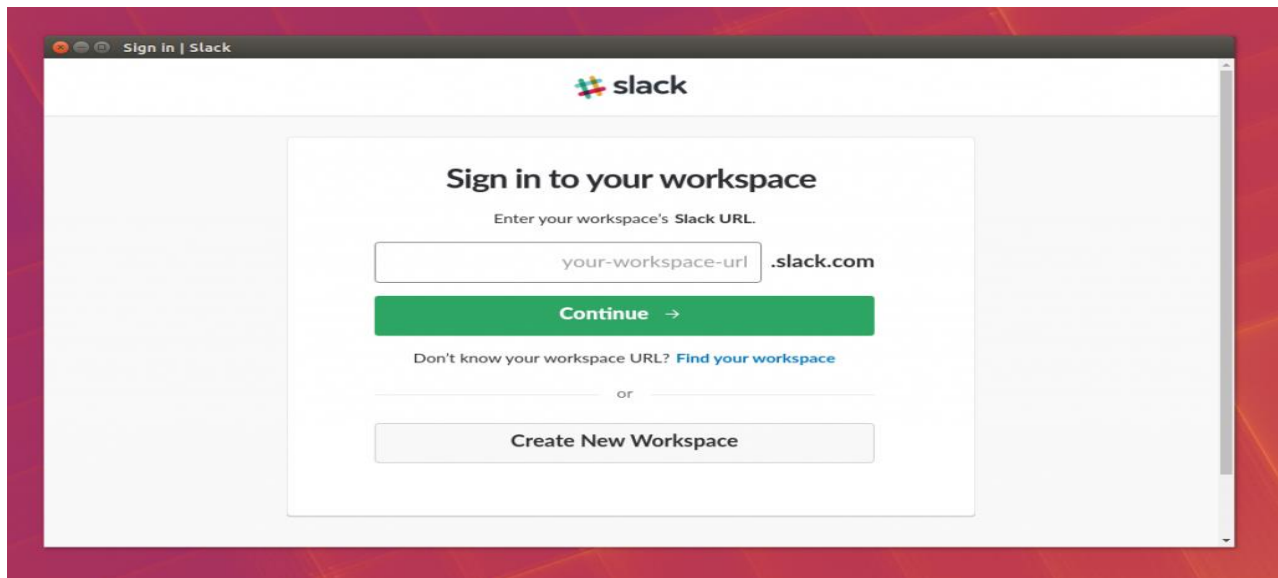 Sign in | Slack
slack
Sign in to your workspace
Enter your workspace's Slack URL.
your-workspace-url .slack.com
Continue →
Don't know your workspace URL? Find your workspace
or
Create New Workspace